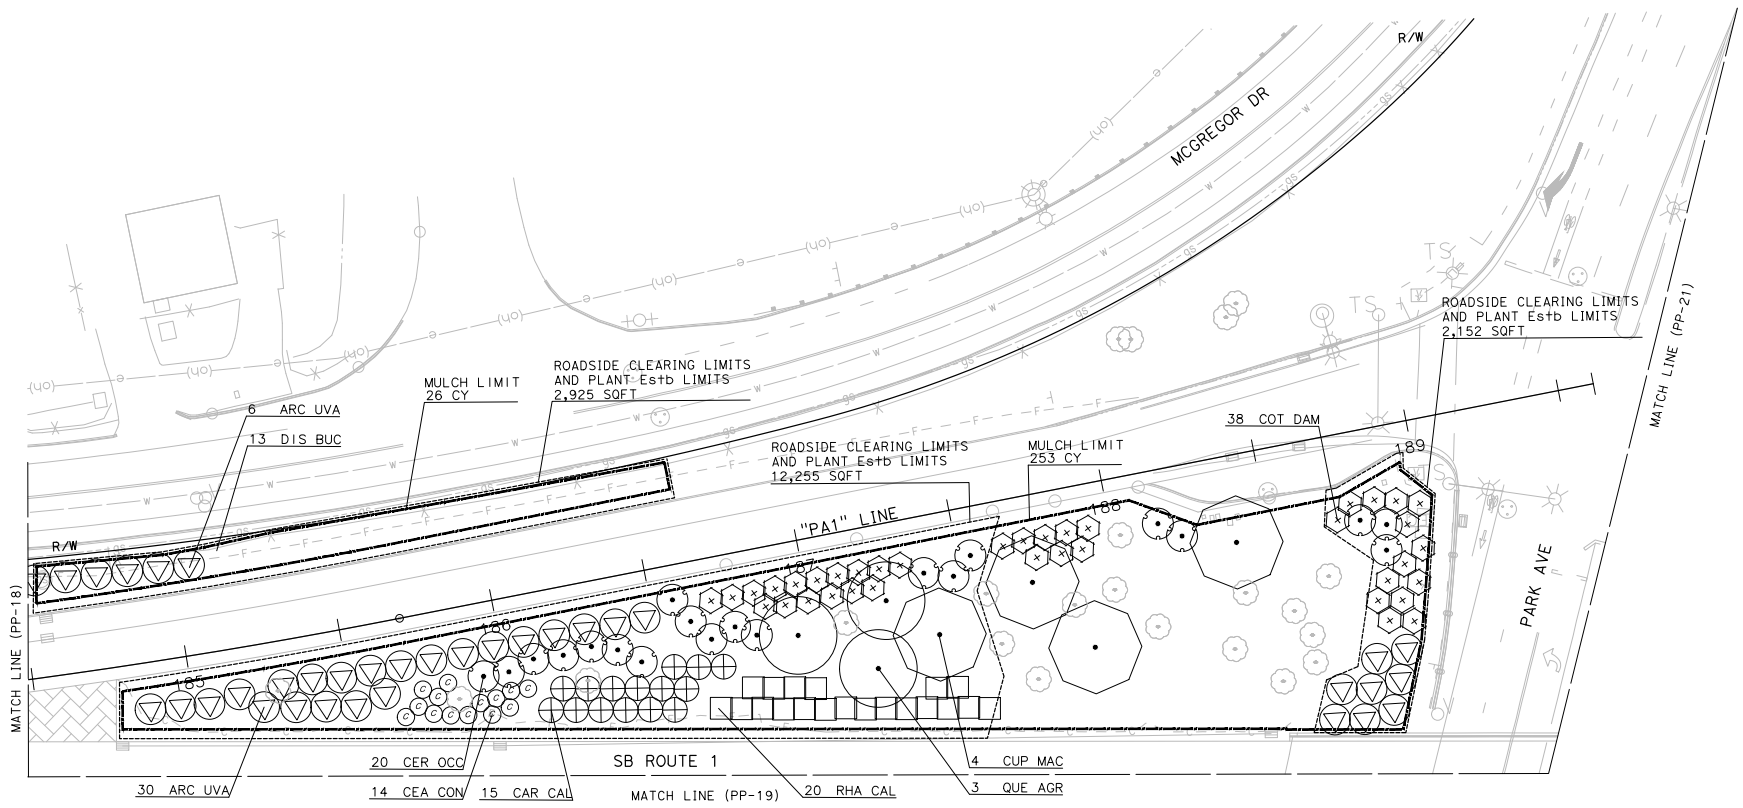 R/W
MCGREGOR DR
TS
TS
ROADSIDE CLEARING LIMITS
AND PLANT Estb LIMITS
2,152 SQFT
MATCH LINE (PP-21)
MULCH LIMIT
26 CY
ROADSIDE CLEARING LIMITS
AND PLANT Estb LIMITS
2,925 SQFT
6 ARC UVA
13 DIS BUC
38 COT DAM
ROADSIDE CLEARING LIMITS
AND PLANT Estb LIMITS
12,255 SQFT
MULCH LIMIT
253 CY
189
188
"PA1" LINE
187
186
185
R/W
PARK AVE
MATCH LINE (PP-18)
SB ROUTE 1
20 CER OCC
4 CUP MAC
30 ARC UVA
14 CEA CON
15 CAR CAL
MATCH LINE (PP-19)
20 RHA CAL
3 QUE AGR